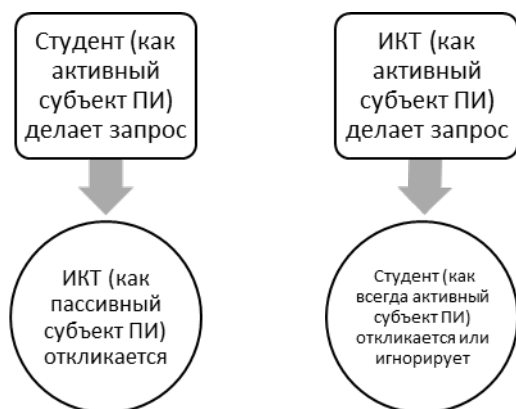 Студент (как
активный
субъект ПИ)
делает запрос
ИКТ (как
пассивный
субъект ПИ)
откликается
ИКТ (как
активный
субъект ПИ)
делает запрос
Студент (как
всегда активный
субъект ПИ)
откликается или
игнорирует